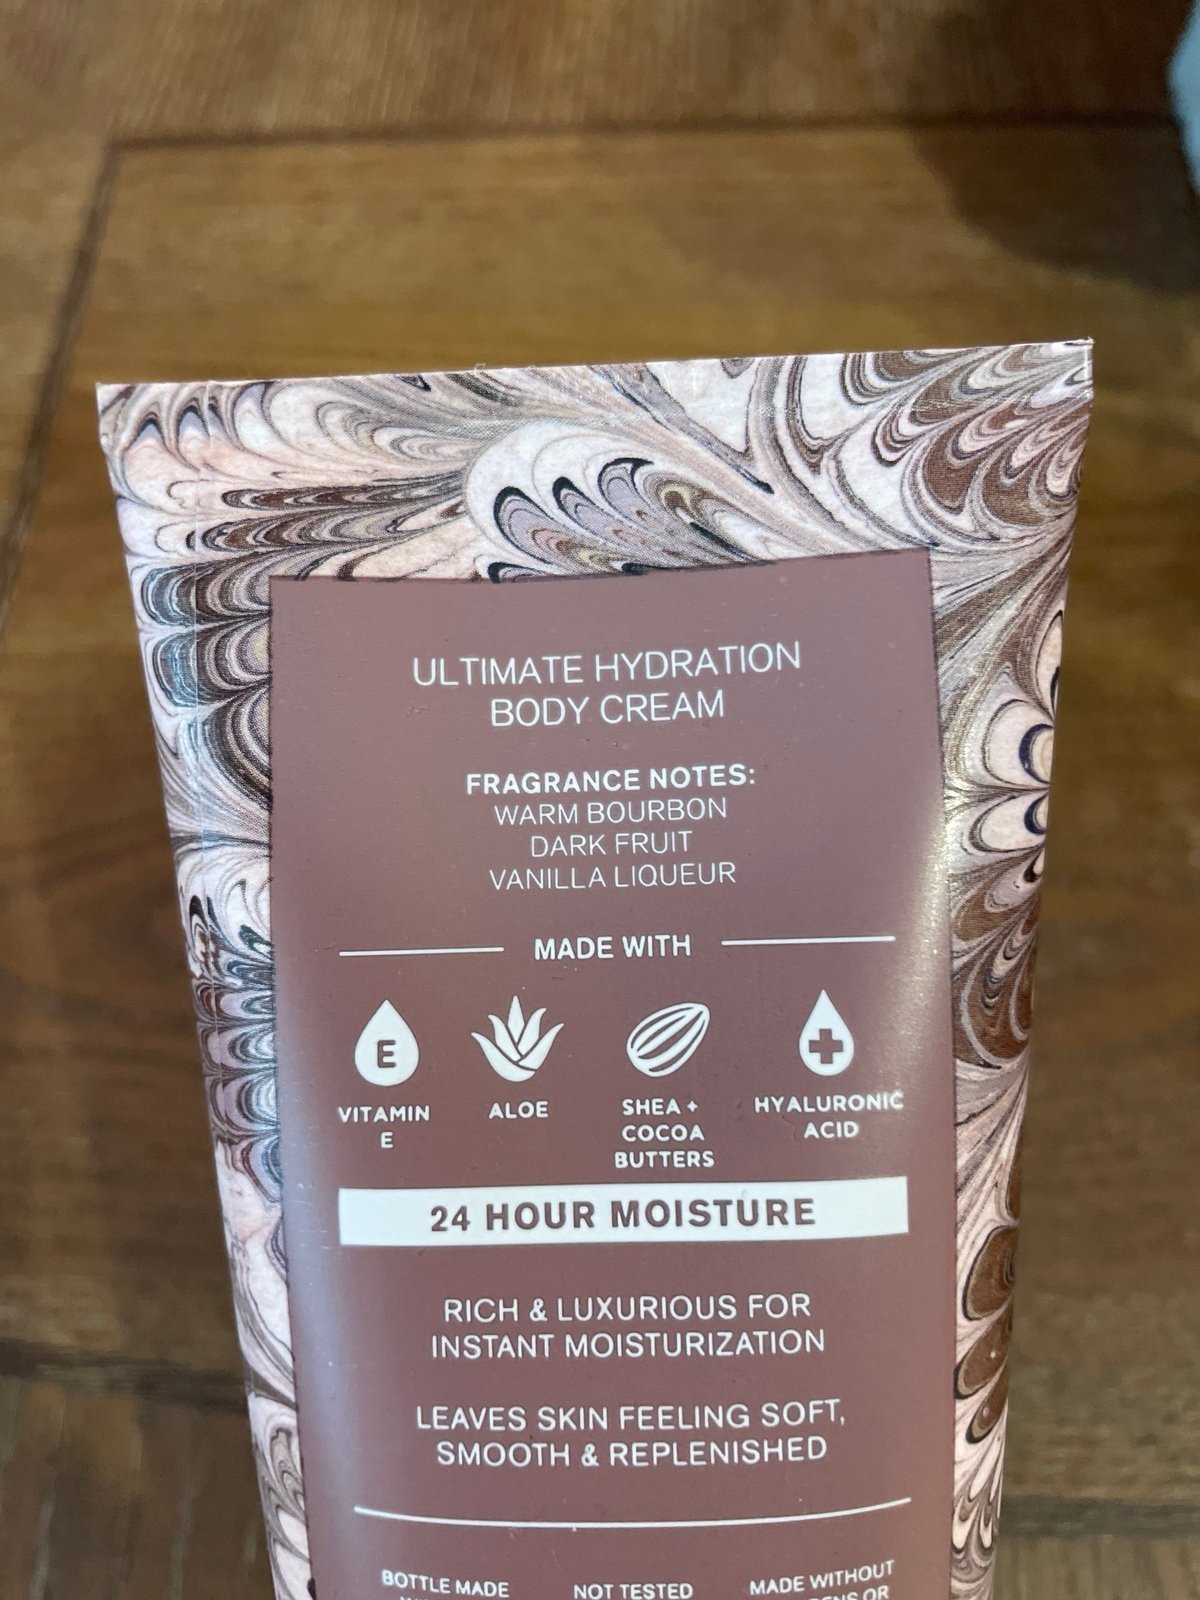 ULTIMATE HYDRATION
BODY CREAM
FRAGRANCE NOTES:
WARM BOURBON
DARK FRUIT
VANILLA LIQUEUR
MADE WITH
E
VITAMIN
E
ALOE
SHEA +
COCOA
BUTTERS
HYALURONIC
ACID
24 HOUR MOISTURE
RICH & LUXURIOUS FOR
INSTANT MOISTURIZATION
LEAVES SKIN FEELING SOFT,
SMOOTH & REPLENISHED
BOTTLE MADE
NOT TESTED
MADE WITHOUT
OR